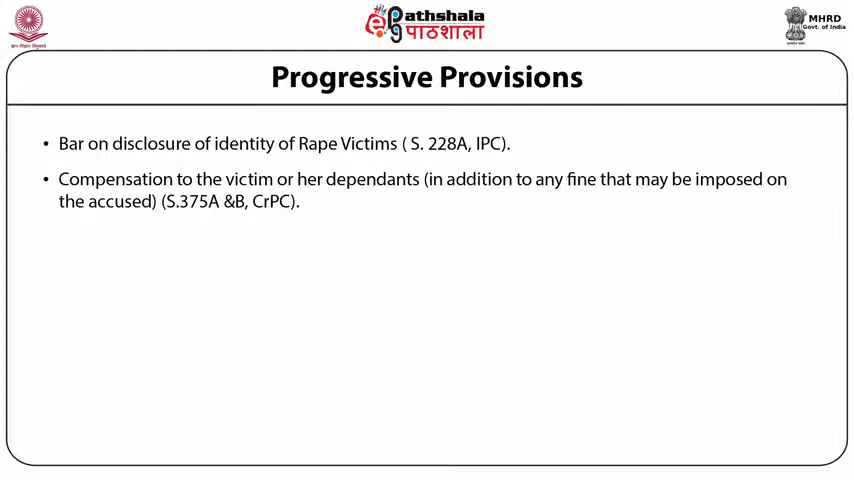 ePathshala
पाठशाला
MHRD
Govt. of India
Progressive Provisions
• Bar on disclosure of identity of Rape Victims ( S. 228A, IPC).
• Compensation to the victim or her dependants (in addition to any fine that may be imposed on
the accused) (S.375A &B, CrPC).